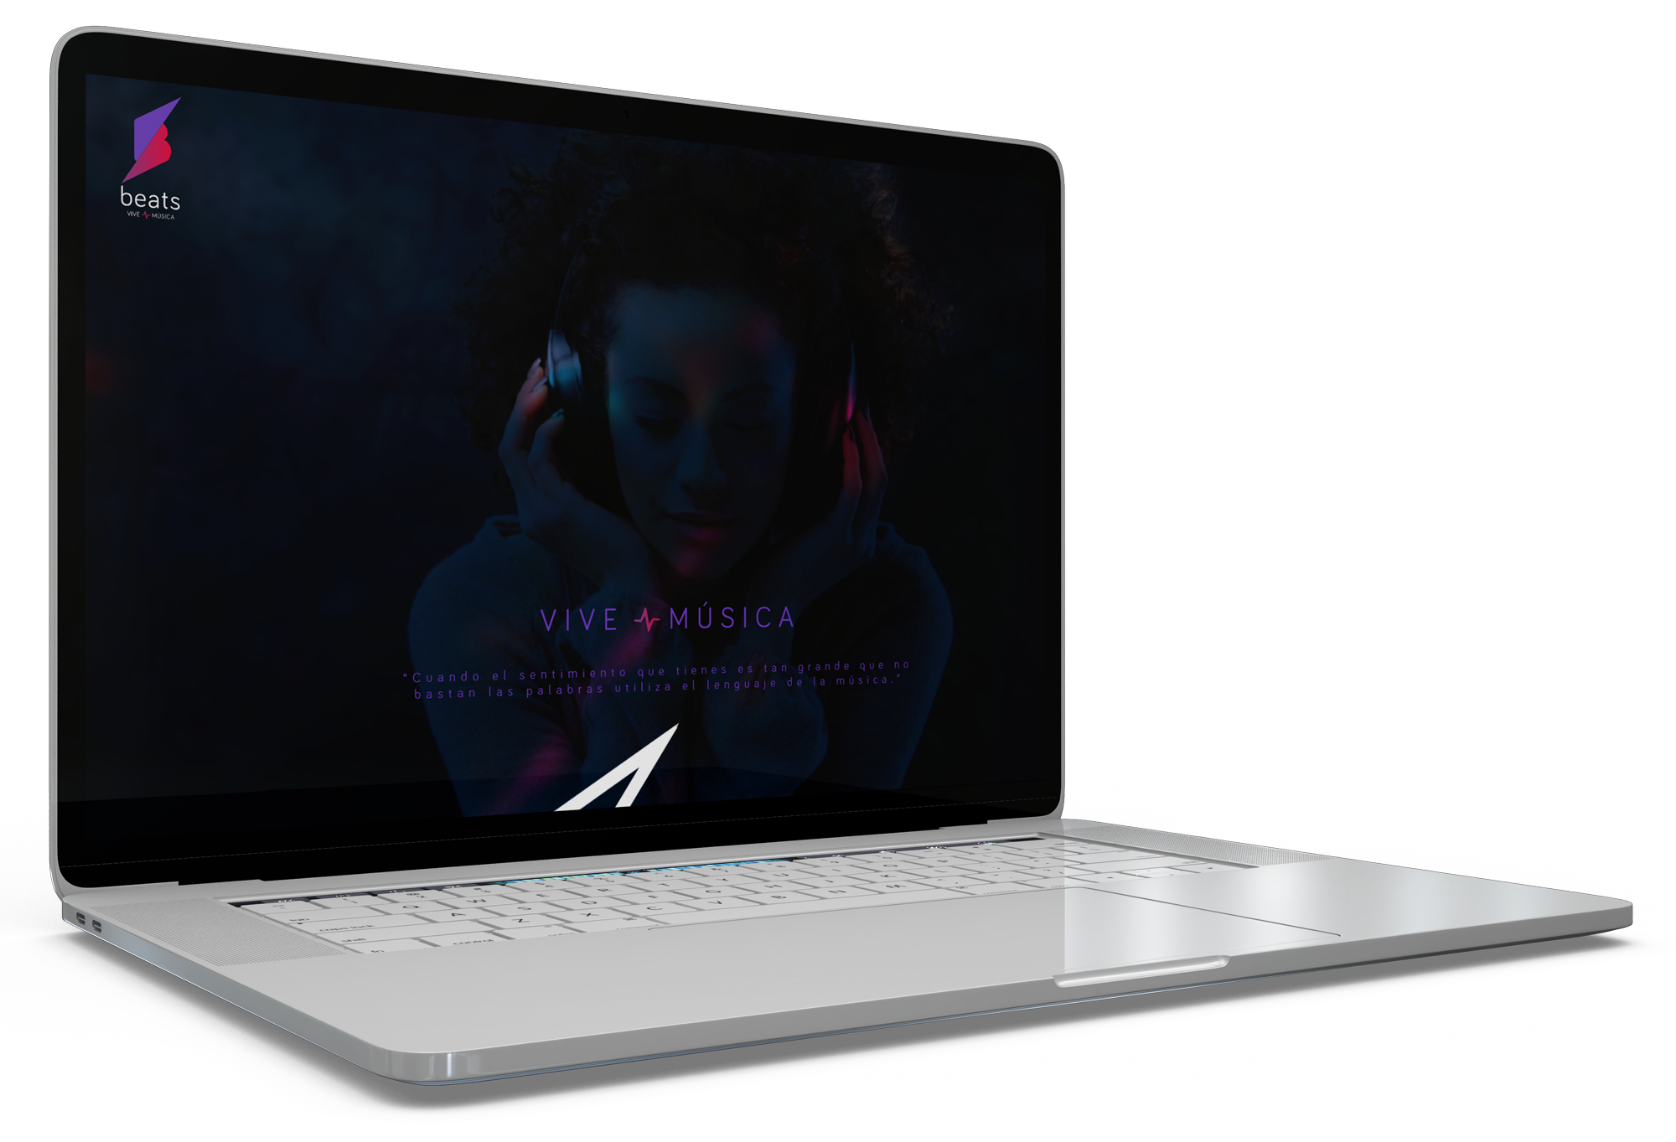 beats
VIVE MÚSICA
VIVE MÚSICA
"Cuando el sentimiento que tienes es tan grande que no
bastan las palabras utiliza el lenguaje de la música."